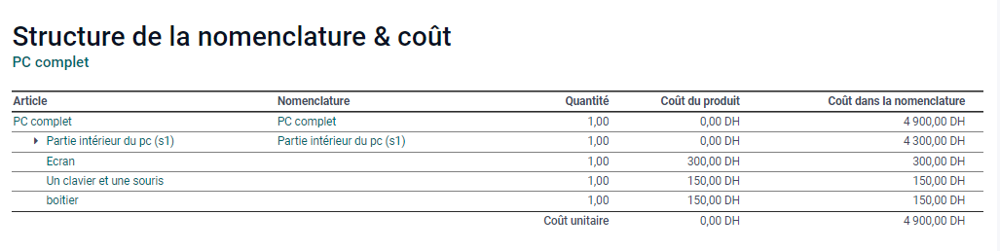 Structure de la nomenclature & coût
PC complet
Article Nomenclature Quantité Coût du produit Coût dans la nomenclature
PC complet PC complet 1,00 0,00 DH 4 900,00 DH
Partie intérieur du pc (s1) Partie intérieur du pc (s1) 1,00 0,00 DH 4 300,00 DH
Ecran 1,00 300,00 DH 300,00 DH
Un clavier et une souris 1,00 150,00 DH 150,00 DH
boitier 1,00 150,00 DH 150,00 DH
Coût unitaire 0,00 DH 4 900,00 DH